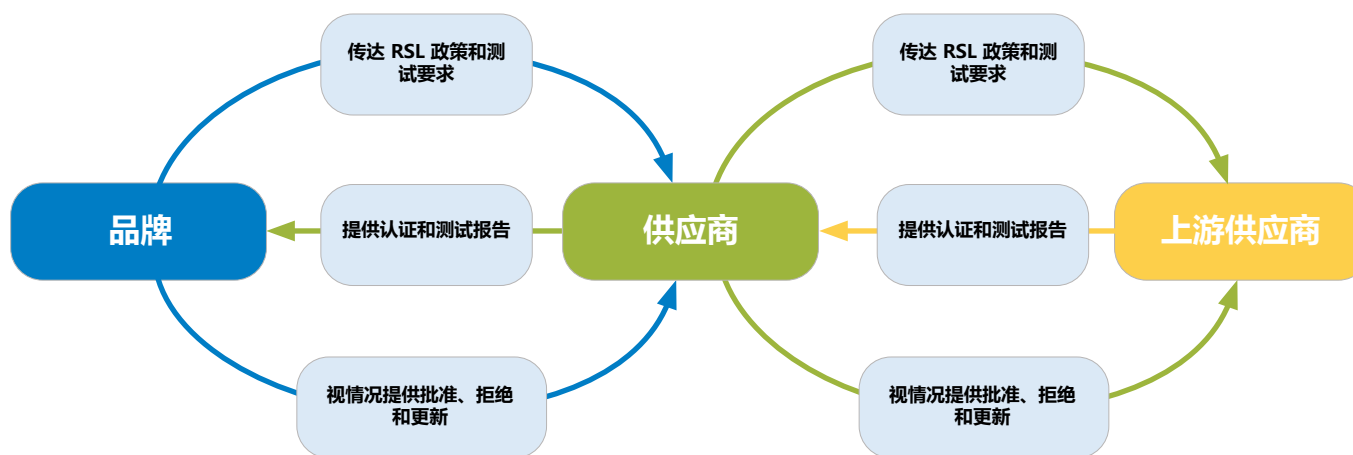 传达 RSL 政策和测
试要求
传达 RSL 政策和测
试要求
品牌
提供认证和测试报告
供应商
提供认证和测试报告
上游供应商
视情况提供批准、拒绝
和更新
视情况提供批准、拒绝
和更新